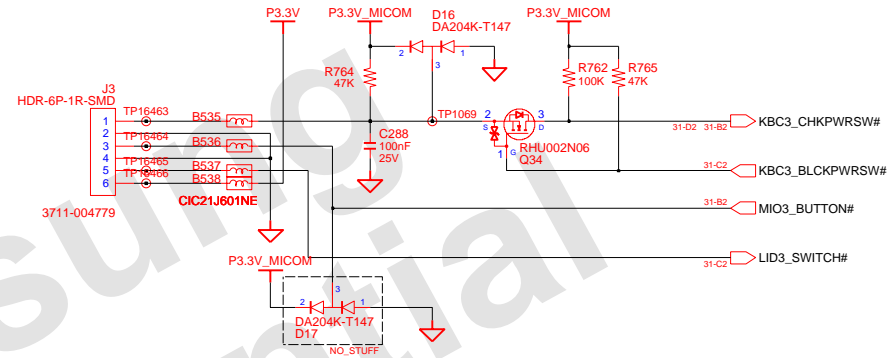 P3.3V
P3.3V_MICOM
D16
DA204K-T147
P3.3V_MICOM
2
1
3
R764
47K
R762
100K
R765
47K
J3
HDR-6P-1R-SMD
1
2
3
4
5
6
TP16463
TP16464
TP16465
TP16466
B535
B536
B537
B538
CIC21J601NE
3711-004779
C288
100nF
25V
TP1069
2
S
3
D
1
G
RHU002N06
Q34
31-D2
31-B2
KBC3_CHKPWRSW#
31-C2
KBC3_BLCKPWRSW#
31-B2
MIO3_BUTTON#
31-C2
LID3_SWITCH#
P3.3V_MICOM
3
2
1
DA204K-T147
D17
NO_STUFF
sung
ential